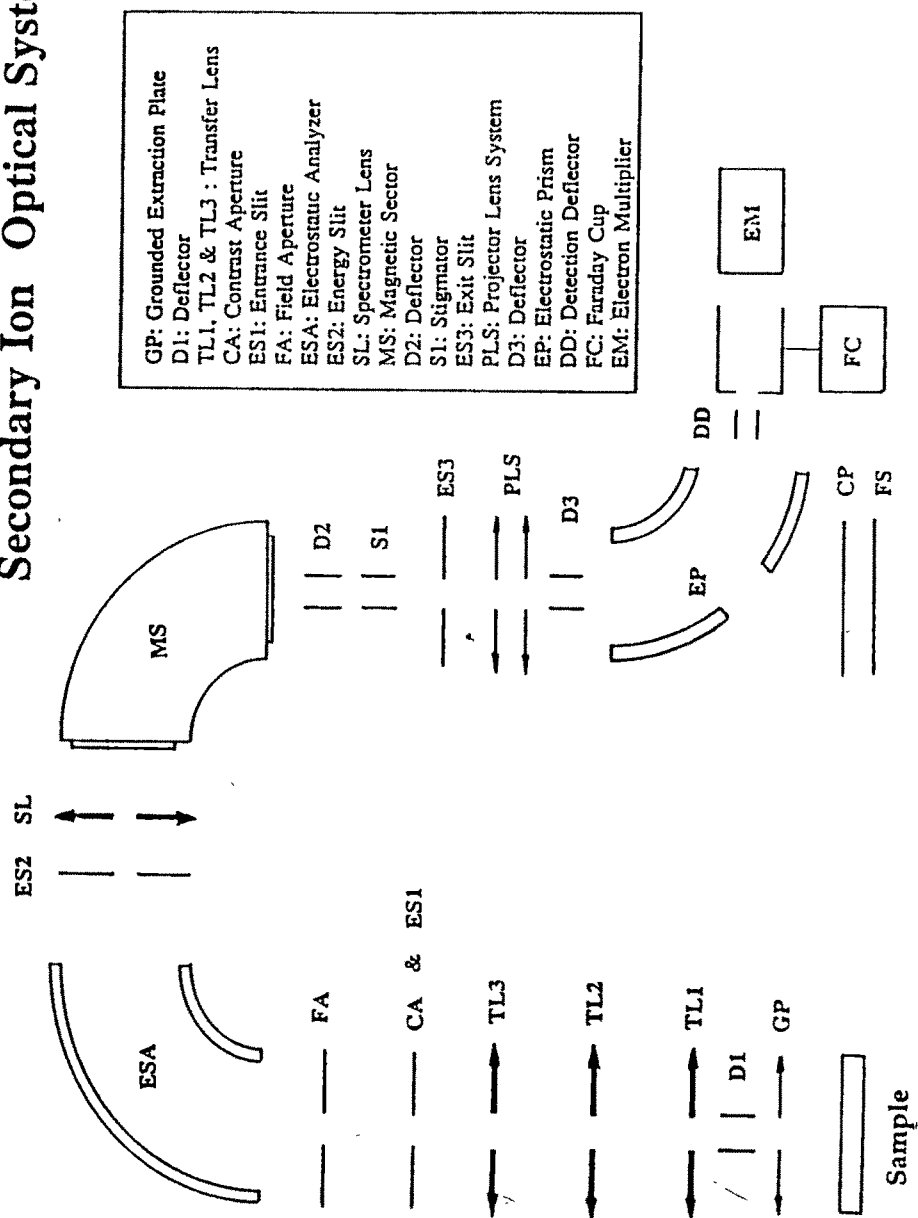 Secondary Ion Optical Syst
GP: Grounded Extraction Plate
D1: Deflector
TL1, TL2 & TL3 : Transfer Lens
CA: Contrast Aperture
ES1: Entrance Slit
FA: Field Aperture
ESA: Electrostatic Analyzer
ES2: Energy Slit
SL: Spectrometer Lens
MS: Magnetic Sector
D2: Deflector
S1: Stigmator
ES3: Exit Slit
PLS: Projector Lens System
D3: Deflector
EP: Electrostatic Prism
DD: Detection Deflector
FC: Faraday Cup
EM: Electron Multiplier
ES2 SL
MS
ESA
D2
S1
FA
ES3
CA & ES1
PLS
TL3
D3
TL2
EP
DD
EM
TL1
D1
FC
GP
CP
FS
Sample